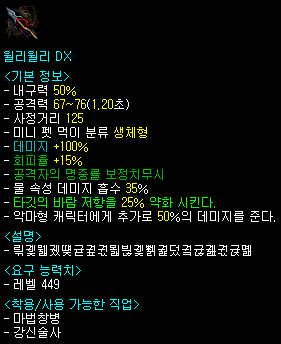 윌리윌리 DX
<기본 정보>
- 내구력 50%
- 공격력 67~76(1,20초)
- 사정거리 125
- 미니 펫 먹이 분류 생체형
- 데미지 +100%
- 회피율 +15%
- 공격자의 명중률 보정치무시
- 물 속성 데미지 흡수 35%
- 타깃의 바람 저항을 25% 약화 시킨다.
- 악마형 캐릭터에게 추가로 50%의 데미지를 준다.
<설명>
<요구 능력치>
- 레벨 449
<착용/사용 가능한 직업>
- 마법창병
- 강신술사